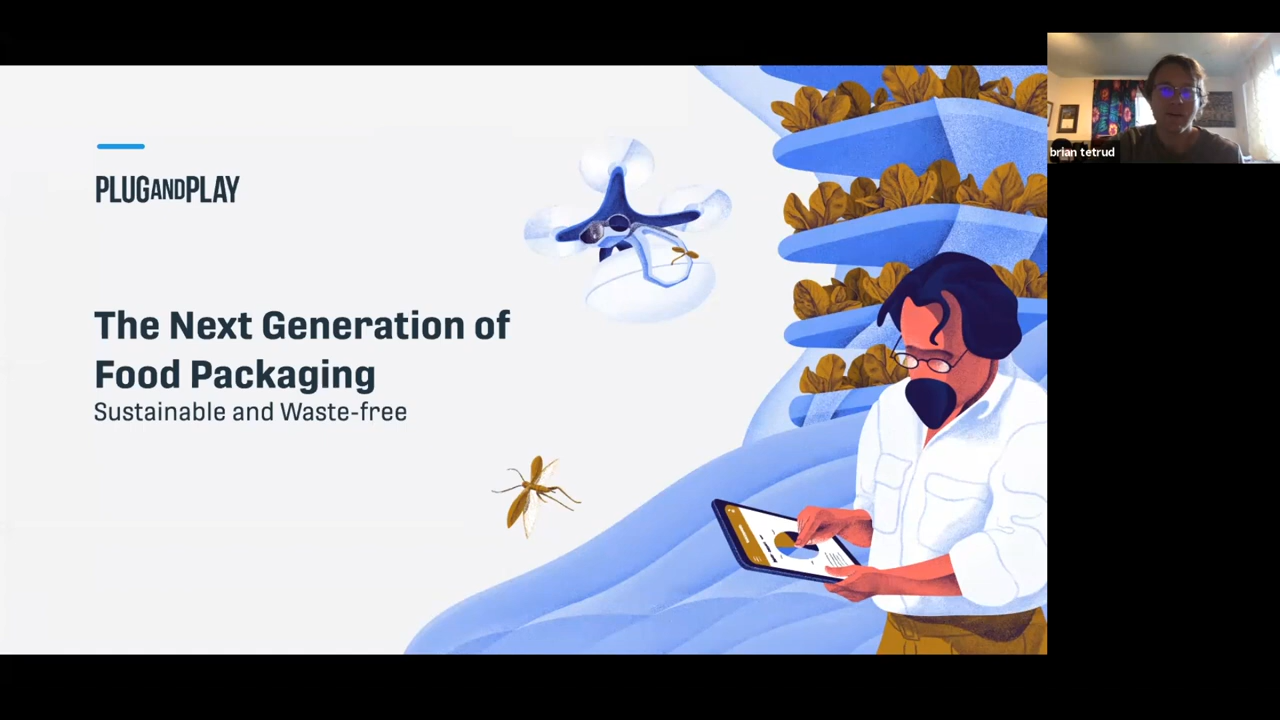 PLUGANDPLAY
The Next Generation of
Food Packaging
Sustainable and Waste-free
brian tetrud